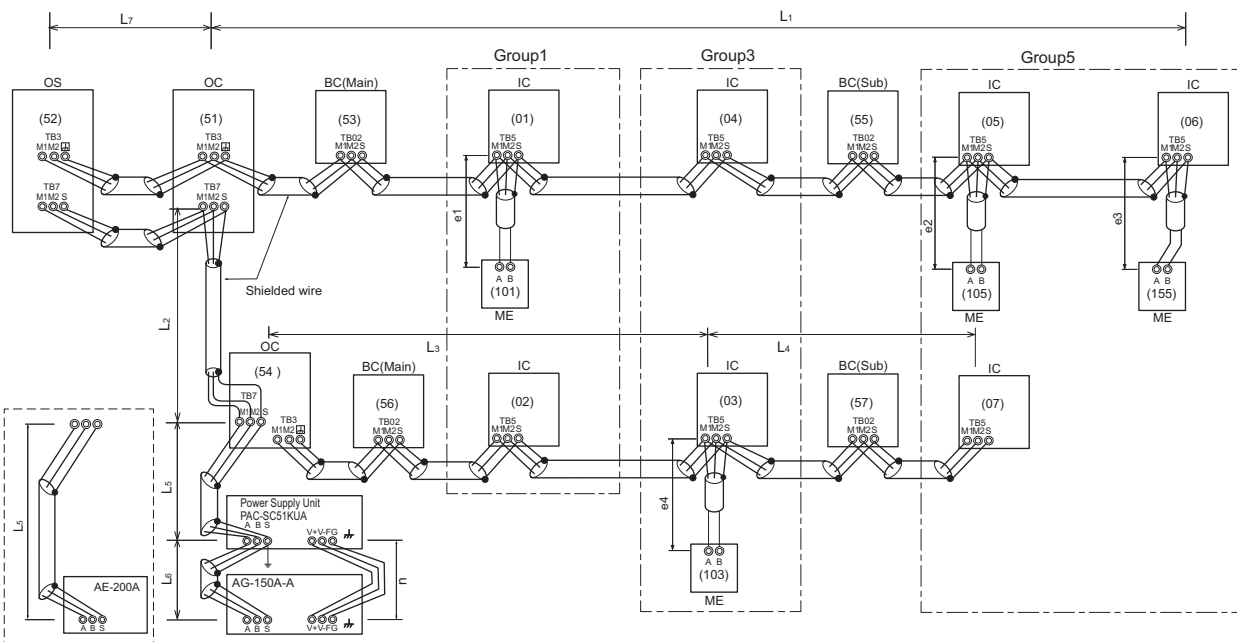 L7
L1
Group1
Group3
Group5
OS
OC
BC(Main)
IC
IC
BC(Sub)
IC
IC
(52)
(51)
(53)
(01)
(04)
(55)
(05)
(06)
TB3
M1M2
TB3
M1M2
TB02
M1M2S
TB5
M1M2S
TB5
M1M2S
TB02
M1M2S
TB5
M1M2S
TB5
M1M2S
TB7
M1M2 S
TB7
M1M2 S
e1
e2
e3
Shielded wire
A B
(101)
ME
A B
(105)
ME
A B
(155)
ME
L2
L3
L4
OC
(54 )
TB7
M1M2 S
TB3
M1M2
BC(Main)
(56)
TB02
M1M2S
IC
(02)
TB5
M1M2S
IC
(03)
TB5
M1M2S
BC(Sub)
(57)
TB02
M1M2S
IC
(07)
TB5
M1M2S
e4
A B
(103)
ME
L5
L5
Power Supply Unit
PAC-SC51KUA
A B S
V+V-FG
L6
n
AG-150A-A
A B S
V+V-FG
AE-200A
A B S